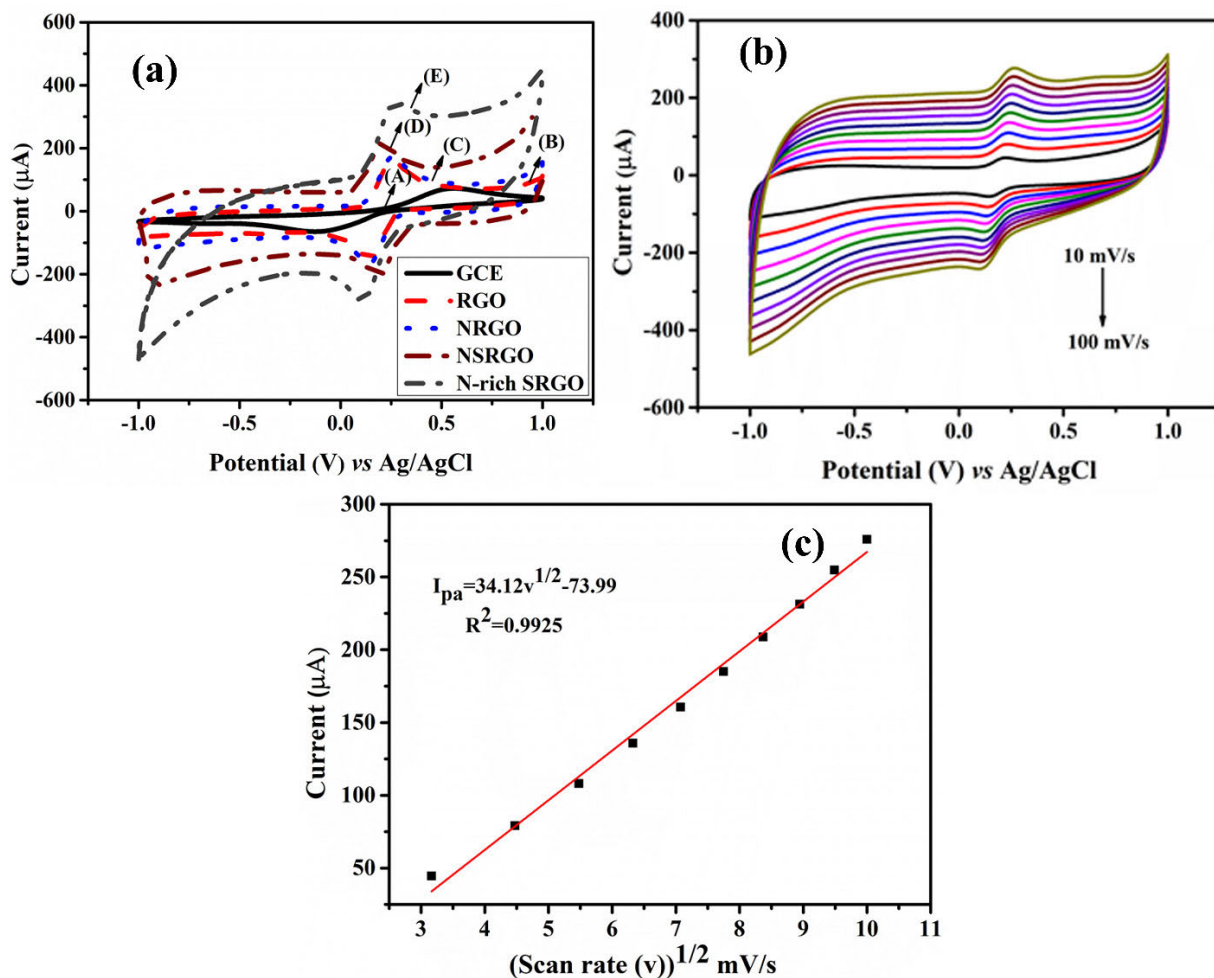 (a)
Current (µA)
600
400
200
0
-200
-400
-600
(E)
(D)
(C)
(B)
(A)
GCE
RGO
NRGO
NSRGO
N-rich SRGO
-1.0 -0.5 0.0 0.5 1.0
Potential (V) vs Ag/AgCl
(b)
Current (µA)
400
200
0
-200
-400
-600
10 mV/s
100 mV/s
-1.0 -0.5 0.0 0.5 1.0
Potential (V) vs Ag/AgCl
(c)
Current (µA)
300
250
200
150
100
50
I_pa=34.12v^1/2-73.99
R^2=0.9925
3 4 5 6 7 8 9 10 11
(Scan rate (v))^1/2 mV/s